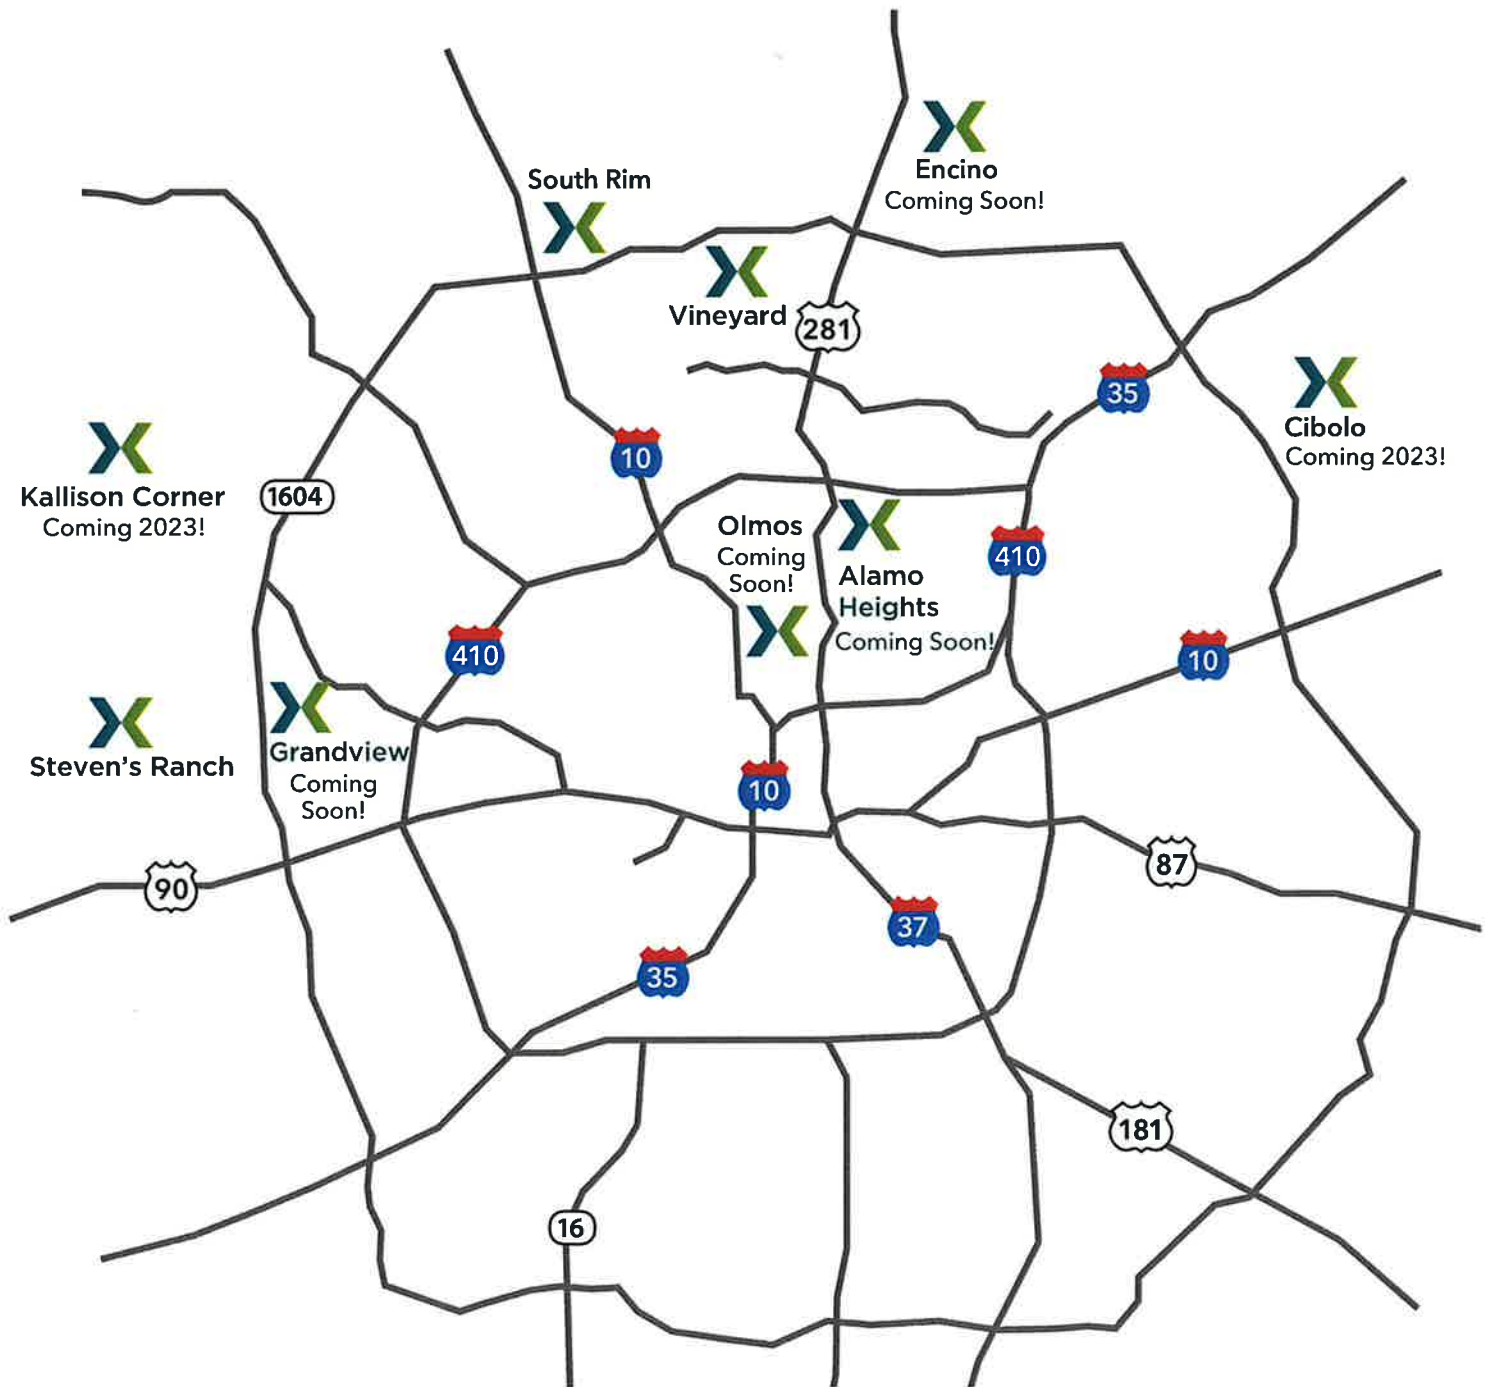 Encino
Coming Soon!
South Rim
Vineyard
281
35
Cibolo
Coming 2023!
10
Kallison Corner
Coming 2023!
1604
Olmos
Coming
Soon!
Alamo
Heights
Coming Soon!
410
410
10
Steven's Ranch
Grandview
Coming
Soon!
10
90
87
37
35
181
16